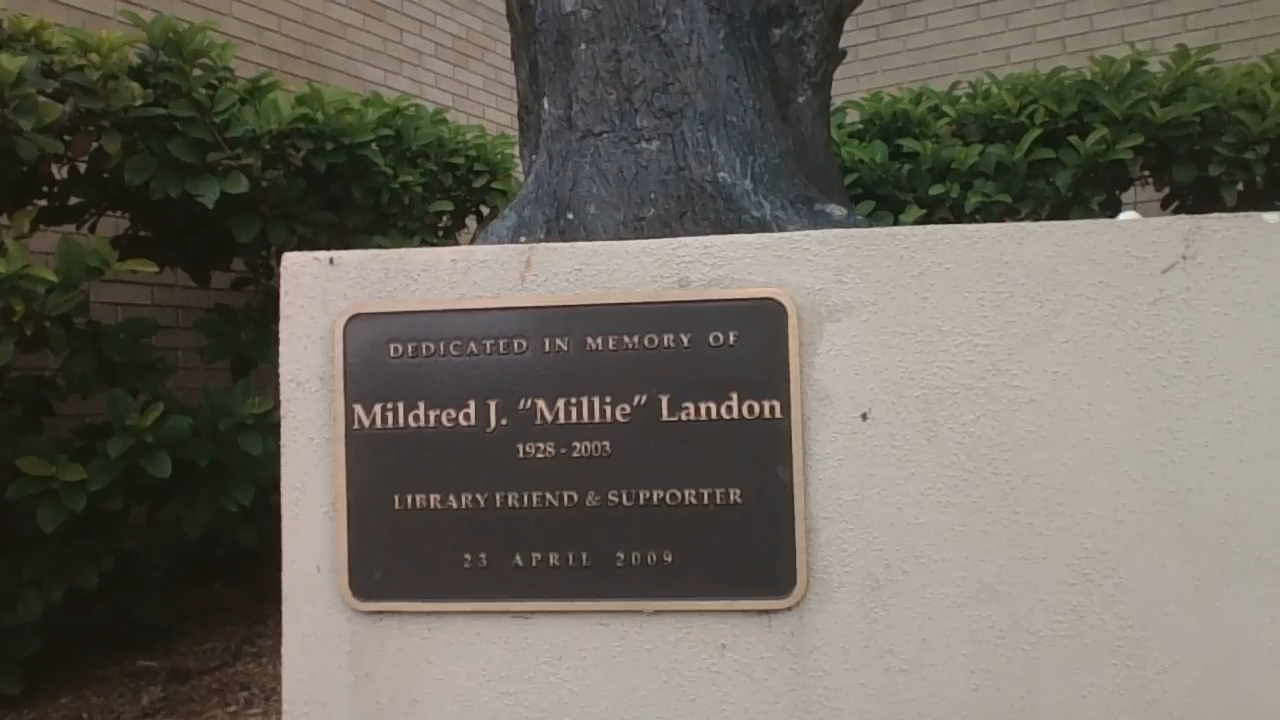 DEDICATED IN MEMORY OF
Mildred J. “Millie” Landon
1928 - 2003
LIBRARY FRIEND & SUPPORTER
23 APRIL 2009